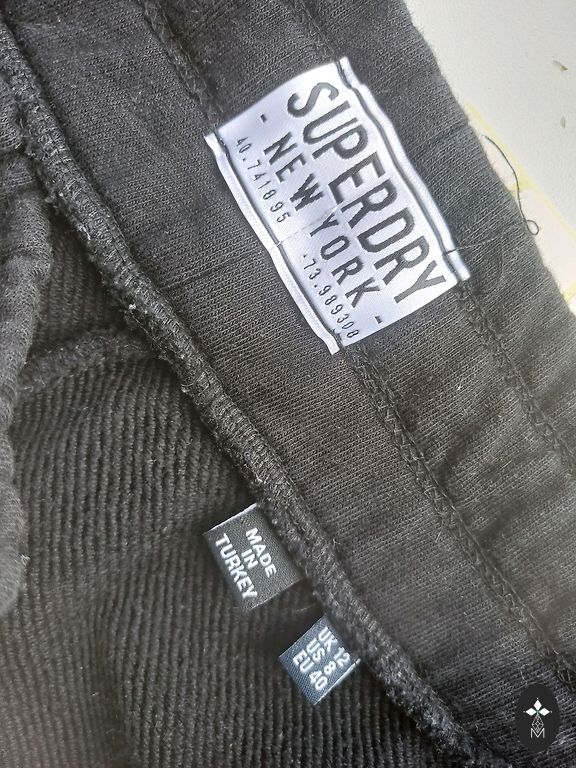 SUPERDRY
- NEW YORK -
40.741895 -73.989308
MADE
IN
TURKEY
UK 12
US 8
EU 40
M